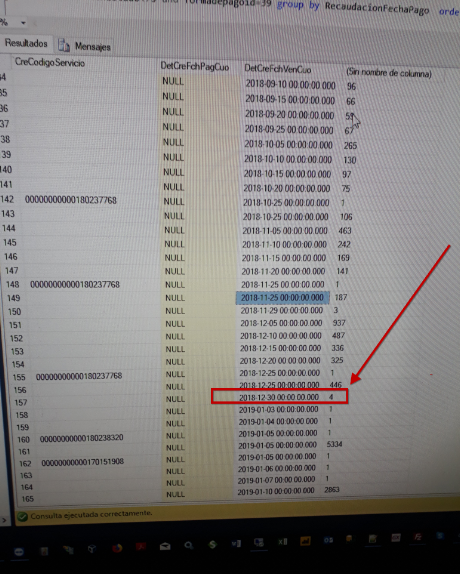 formadepagoid=39 group by RecaudacionFechaPago orde
%
Resultados Mensajes
CreCodigoServicio DetCreFchPagCuo DetCreFchVenCuo (Sin nombre de columna)
34 NULL 2018-09-10 00:00:00.000 96
35 NULL 2018-09-15 00:00:00.000 66
36 NULL 2018-09-20 00:00:00.000
37 NULL 2018-09-25 00:00:00.000 67
38 NULL 2018-10-05 00:00:00.000 265
139 NULL 2018-10-10 00:00:00.000 130
140 NULL 2018-10-15 00:00:00.000 97
141 NULL 2018-10-20 00:00:00.000 75
142 00000000000180237768 NULL 2018-10-25 00:00:00.000 1
143 NULL 2018-10-25 00:00:00.000 106
144 NULL 2018-11-05 00:00:00.000 463
145 NULL 2018-11-10 00:00:00.000 242
146 NULL 2018-11-15 00:00:00.000 169
147 NULL 2018-11-20 00:00:00.000 141
148 00000000000180237768 NULL 2018-11-25 00:00:00.000 1
149 NULL 2018-11-25 00:00:00.000 187
150 NULL 2018-11-29 00:00:00.000 3
151 NULL 2018-12-05 00:00:00.000 937
152 NULL 2018-12-10 00:00:00.000 487
153 NULL 2018-12-15 00:00:00.000 336
154 NULL 2018-12-20 00:00:00.000 325
155 00000000000180237768 NULL 2018-12-25 00:00:00.000 1
156 NULL 2018-12-25 00:00:00.000 446
157 NULL 2018-12-30 00:00:00.000 4
158 NULL 2019-01-03 00:00:00.000 1
159 NULL 2019-01-04 00:00:00.000 1
160 00000000000180238320 NULL 2019-01-05 00:00:00.000 1
161 NULL 2019-01-05 00:00:00.000 5334
162 00000000000170151908 NULL 2019-01-05 00:00:00.000 1
163 NULL 2019-01-06 00:00:00.000 1
164 NULL 2019-01-07 00:00:00.000 1
165 NULL 2019-01-10 00:00:00.000 2863
Consulta ejecutada correctamente.